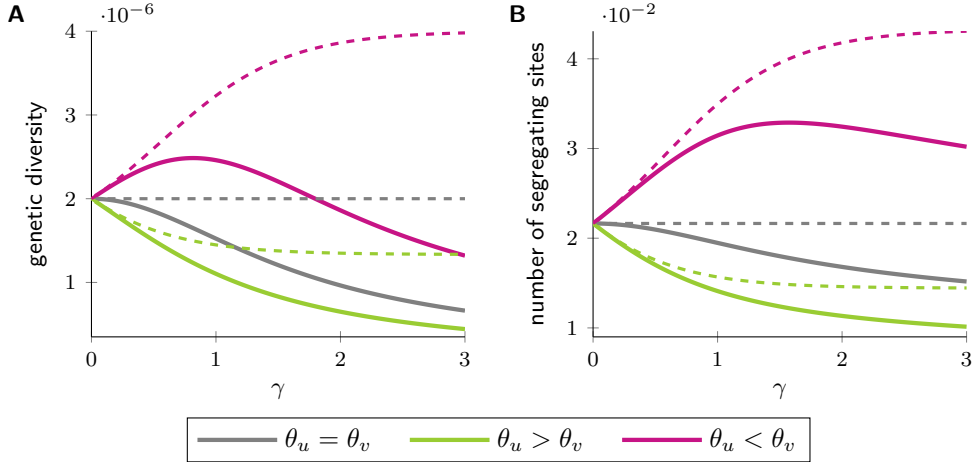 A
·10⁻⁶
4
3
2
1
genetic diversity
0
1
2
3
γ
B
·10⁻²
4
3
2
1
number of segregating sites
0
1
2
3
γ
θᵤ = θᵥ
θᵤ > θᵥ
θᵤ < θᵥ